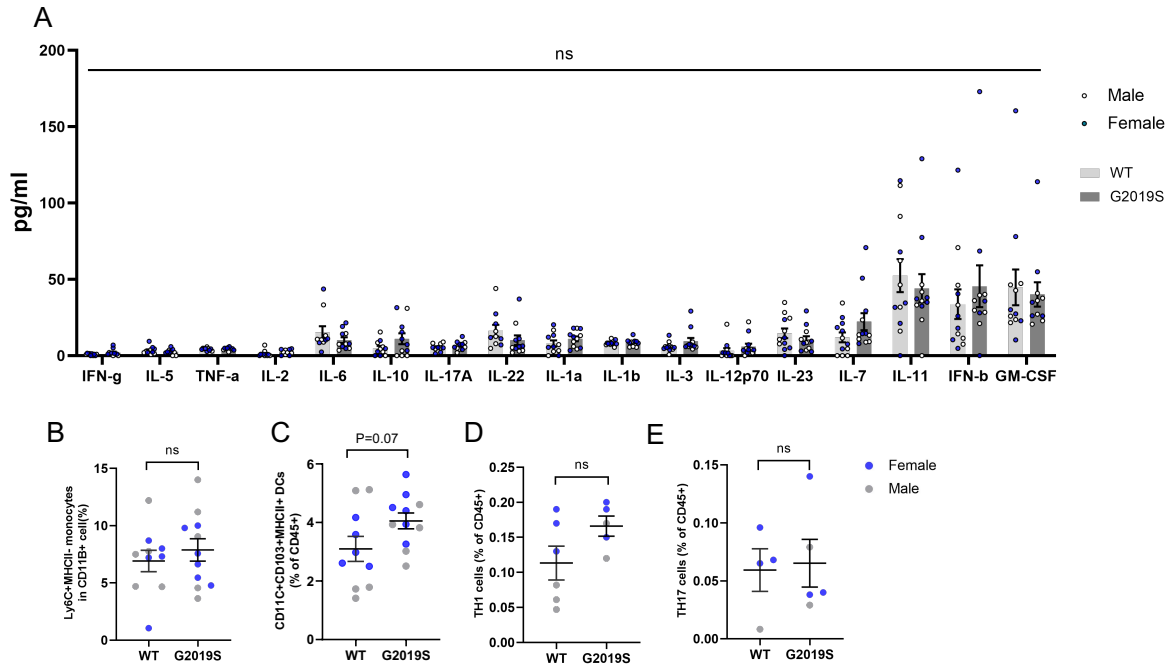 A
ns
200
150
100
50
0
pg/ml
IFN-g IL-5 TNF-a IL-2 IL-6 IL-10 IL-17A IL-22 IL-1a IL-1b IL-3 IL-12p70 IL-23 IL-7 IL-11 IFN-b GM-CSF
Male
Female
WT
G2019S
B
ns
15
10
5
0
Ly6C+MHCII- monocytes
in CD11B+ cell(%)
WT G2019S
C
P=0.07
6
4
2
0
CD11C+CD103+MHCII+ DCs
(% of CD45+)
WT G2019S
D
ns
0.25
0.20
0.15
0.10
0.05
0.00
TH1 cells (% of CD45+)
WT G2019S
E
ns
0.15
0.10
0.05
0.00
TH17 cells (% of CD45+)
WT G2019S
Female
Male